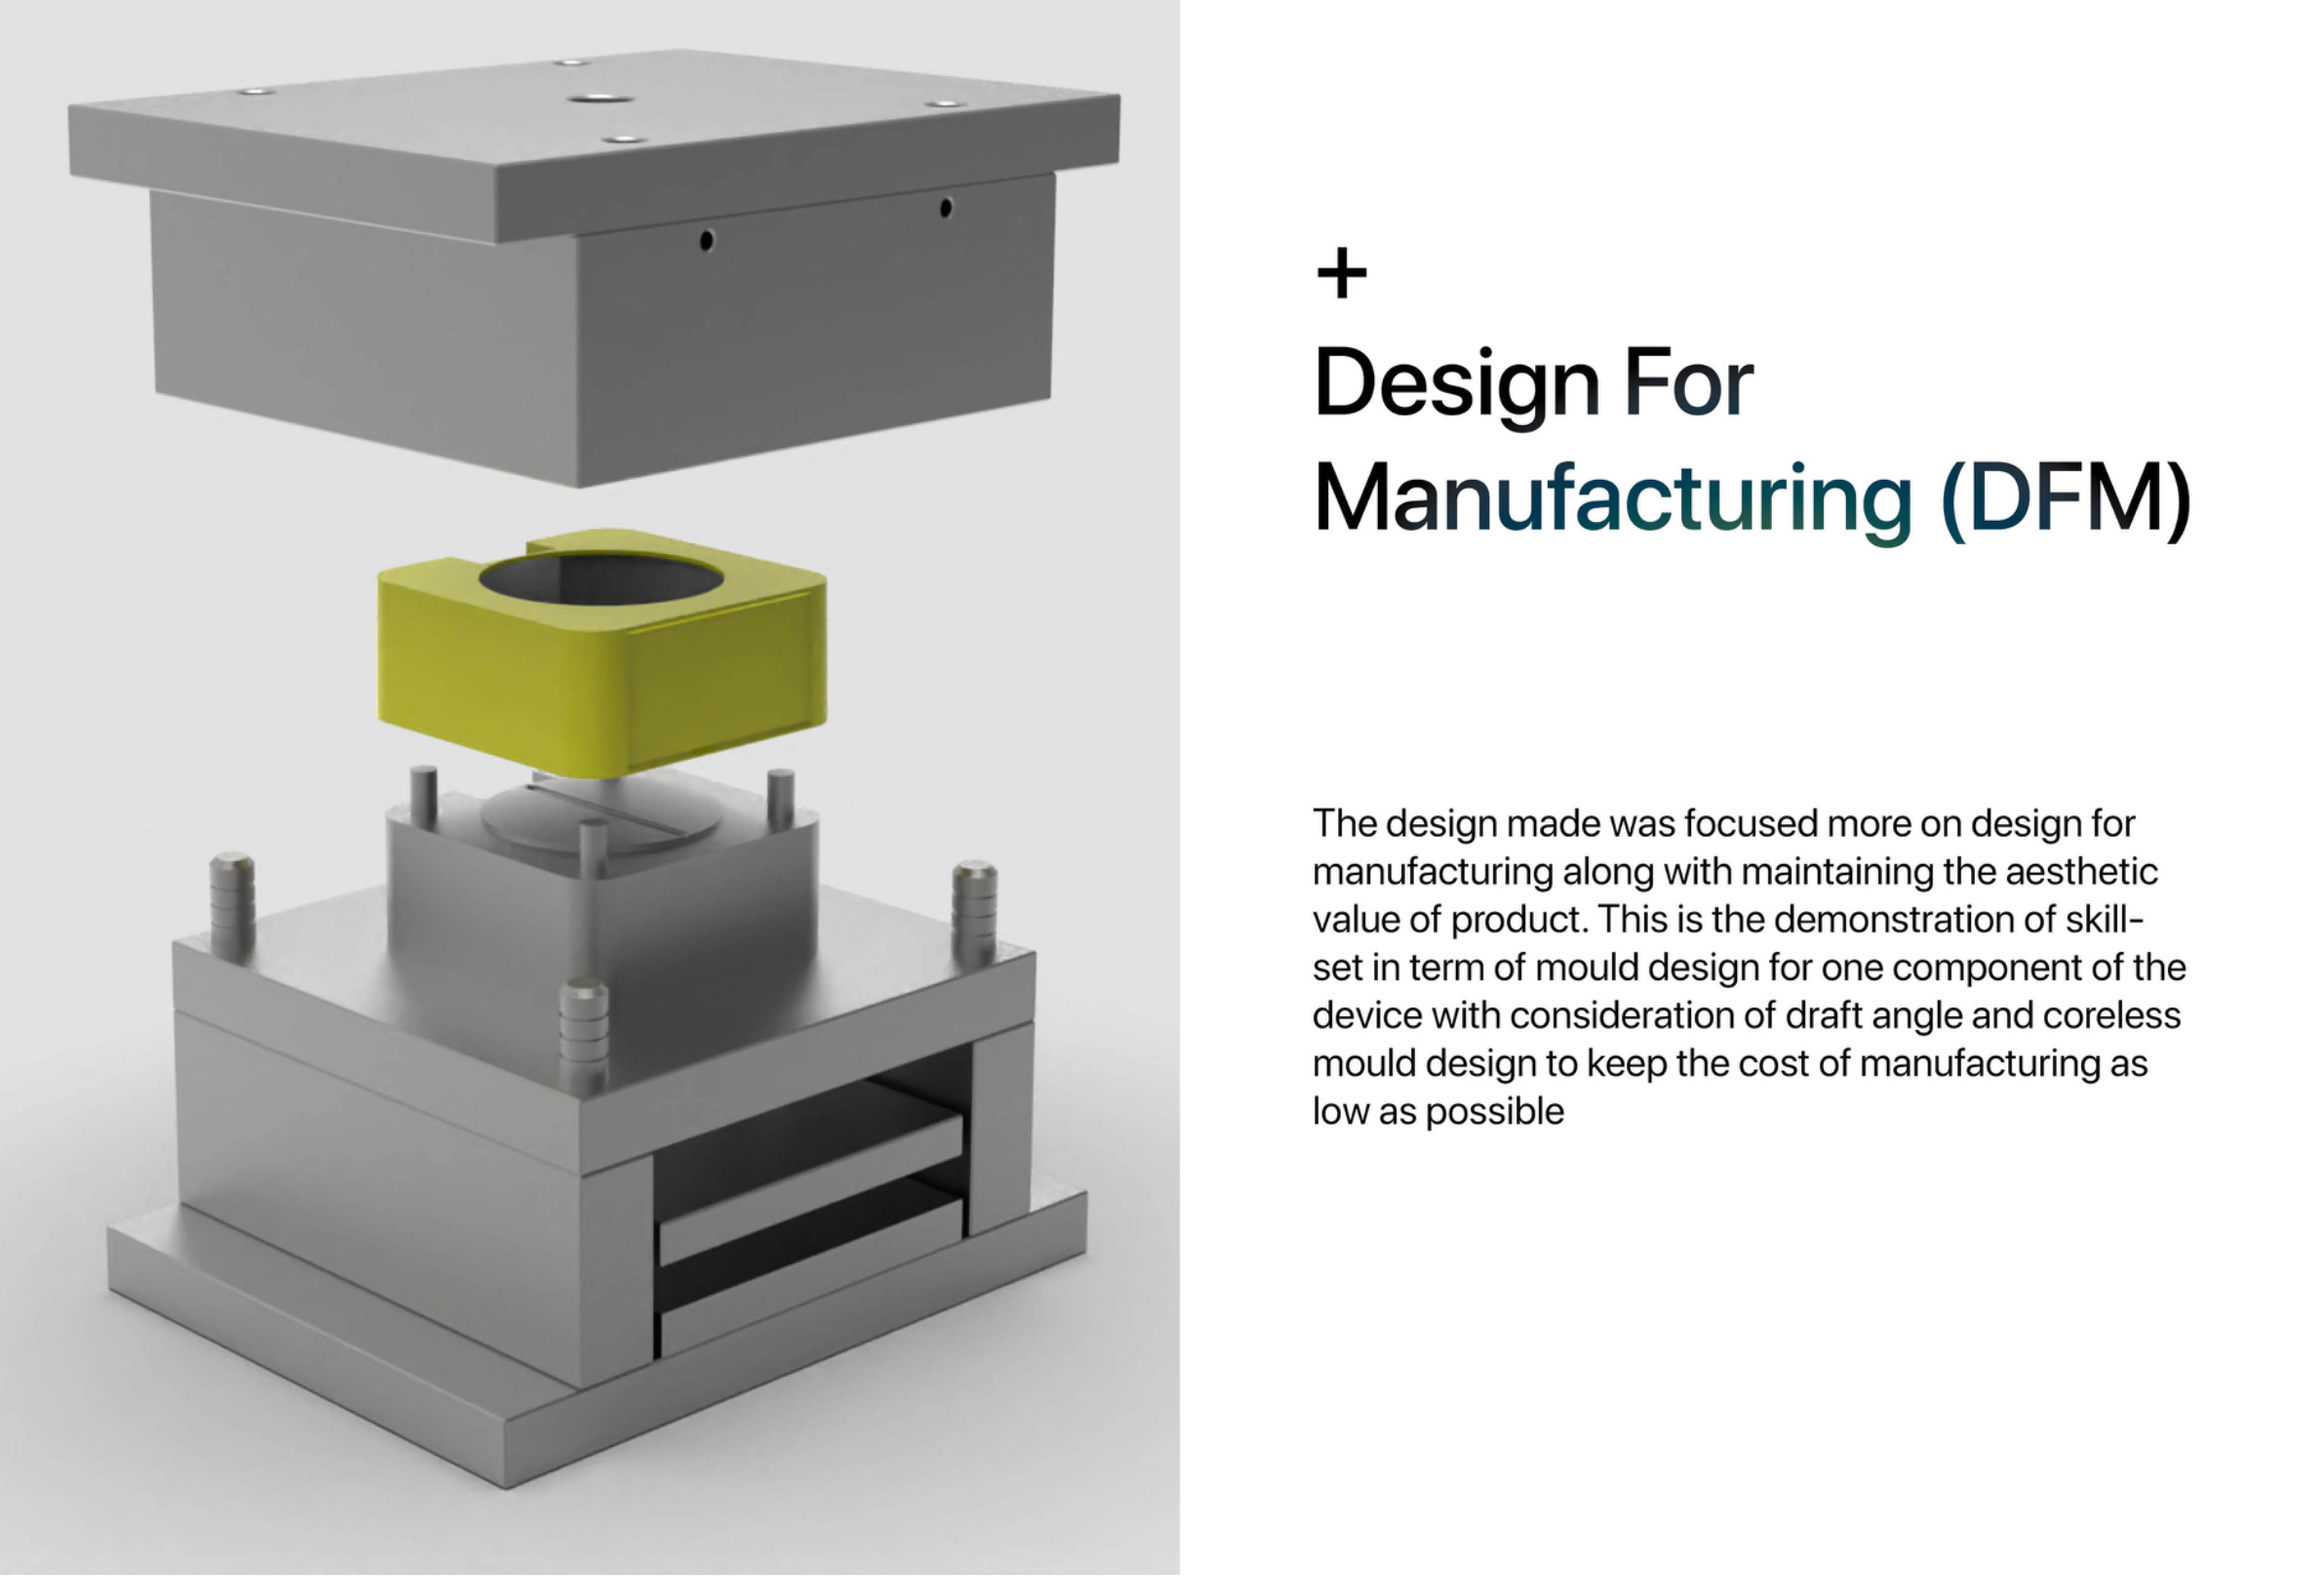 +
Design For
Manufacturing (DFM)
The design made was focused more on design for
manufacturing along with maintaining the aesthetic
value of product. This is the demonstration of skill-
set in term of mould design for one component of the
device with consideration of draft angle and coreless
mould design to keep the cost of manufacturing as
low as possible